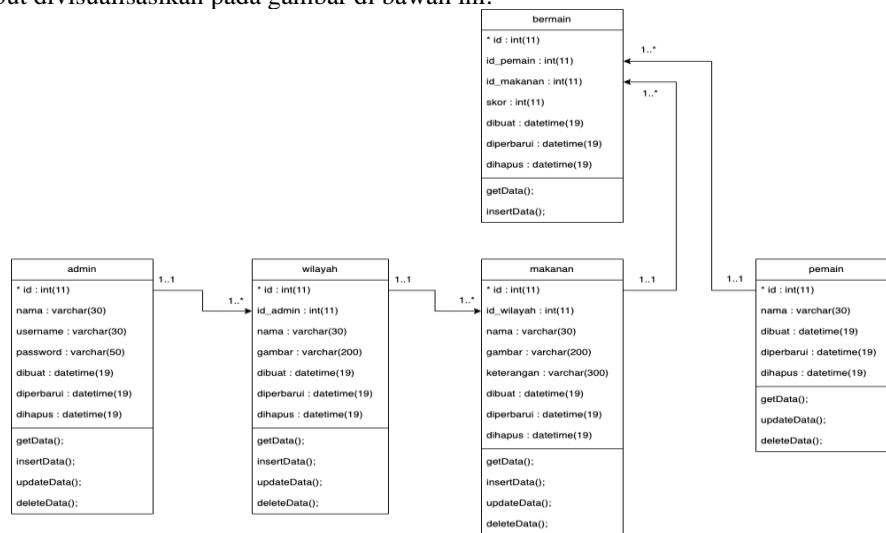 but divisualisasikan pada gambar di bawah ini:
bermain
* id : int(11)
id_pemain : int(11)
id_makanan : int(11)
skor : int(11)
dibuat : datetime(19)
diperbarui : datetime(19)
dihapus : datetime(19)
getData();
insertData();
1..*
1..*
admin
* id : int(11)
nama : varchar(30)
username : varchar(30)
password : varchar(50)
dibuat : datetime(19)
diperbarui : datetime(19)
dihapus : datetime(19)
getData();
insertData();
updateData();
deleteData();
1..1
1..*
wilayah
* id : int(11)
id_admin : int(11)
nama : varchar(30)
gambar : varchar(200)
dibuat : datetime(19)
diperbarui : datetime(19)
dihapus : datetime(19)
getData();
insertData();
updateData();
deleteData();
1..1
1..*
makanan
* id : int(11)
id_wilayah : int(11)
nama : varchar(30)
gambar : varchar(200)
keterangan : varchar(300)
dibuat : datetime(19)
diperbarui : datetime(19)
dihapus : datetime(19)
getData();
insertData();
updateData();
deleteData();
1..1
1..1
pemain
* id : int(11)
nama : varchar(30)
dibuat : datetime(19)
diperbarui : datetime(19)
dihapus : datetime(19)
getData();
updateData();
deleteData();